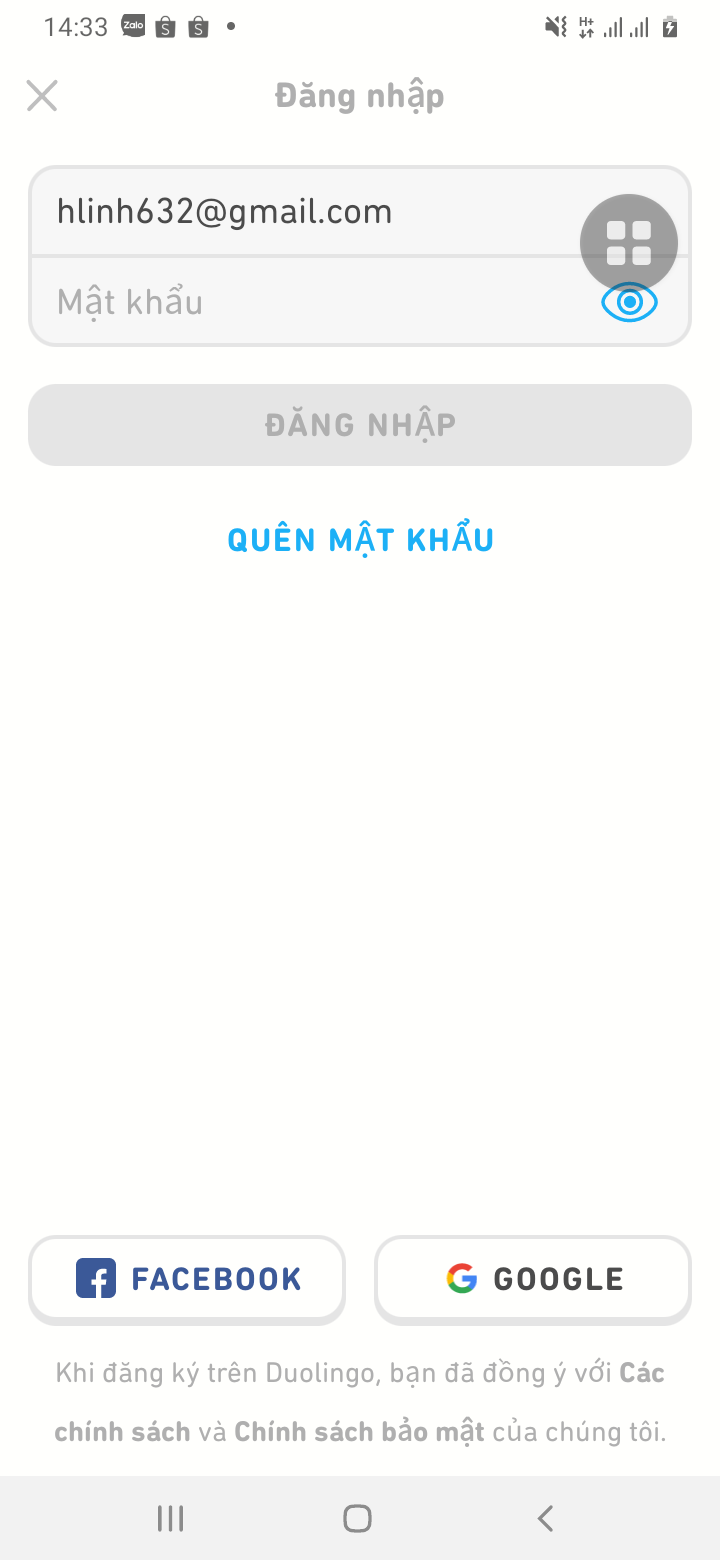 14:33 Zalo S S H+
Đăng nhập
hlinh632@gmail.com
Mật khẩu
ĐĂNG NHẬP
QUÊN MẬT KHẨU
FACEBOOK GOOGLE
Khi đăng ký trên Duolingo, bạn đã đồng ý với Các
chính sách và Chính sách bảo mật của chúng tôi.